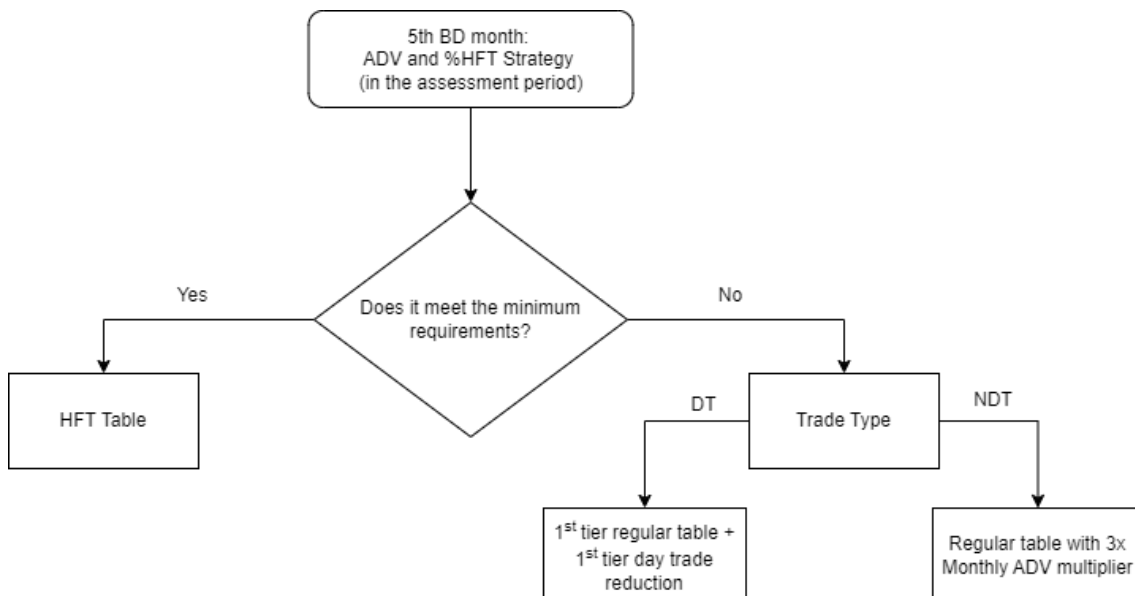 5th BD month:
ADV and %HFT Strategy
(in the assessment period)
Does it meet the minimum
requirements?
Yes
No
HFT Table
Trade Type
DT
NDT
1st tier regular table +
1st tier day trade
reduction
Regular table with 3x
Monthly ADV multiplier